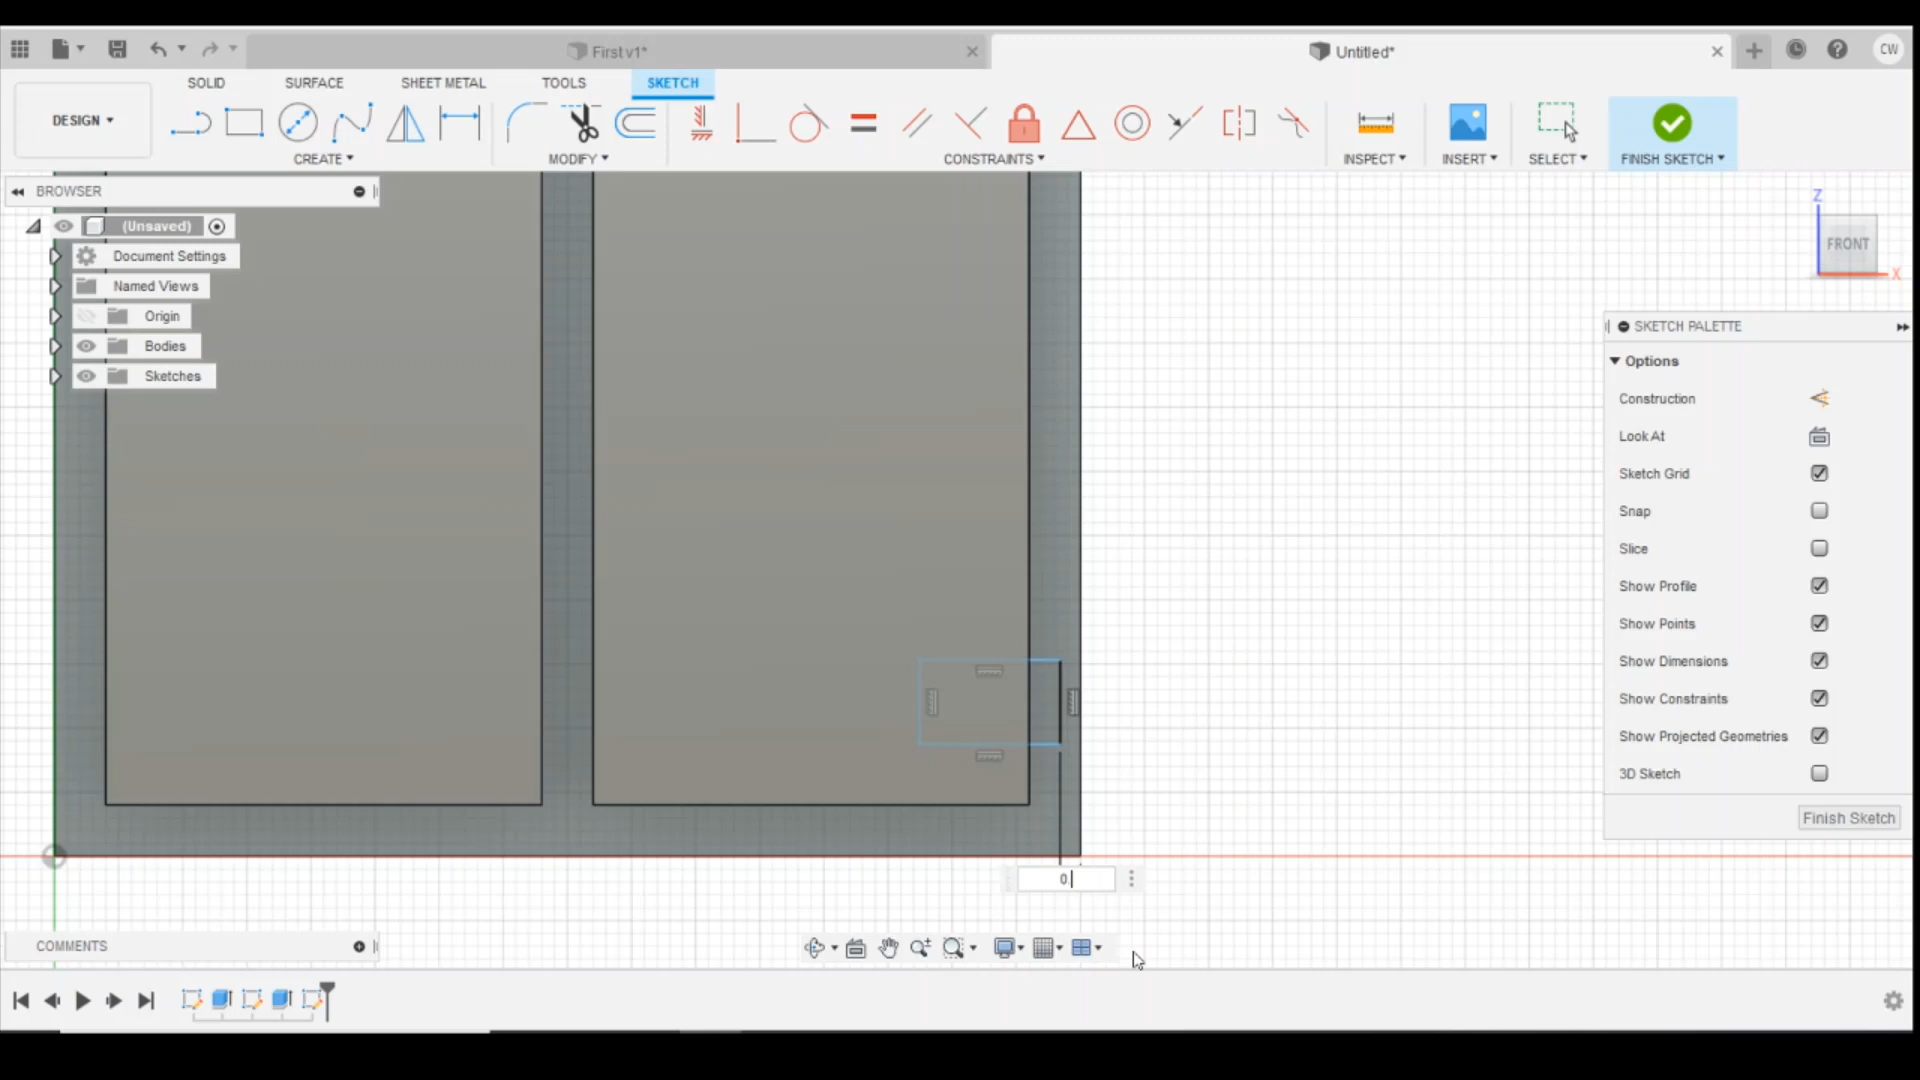 First v1*
Untitled*
CW
DESIGN
SOLID
SURFACE
SHEET METAL
TOOLS
SKETCH
CREATE
MODIFY
CONSTRAINTS
INSPECT
INSERT
SELECT
FINISH SKETCH
BROWSER
(Unsaved)
Document Settings
Named Views
Origin
Bodies
Sketches
Z
FRONT
X
SKETCH PALETTE
Options
Construction
Look At
Sketch Grid
Snap
Slice
Show Profile
Show Points
Show Dimensions
Show Constraints
Show Projected Geometries
3D Sketch
Finish Sketch
0
COMMENTS